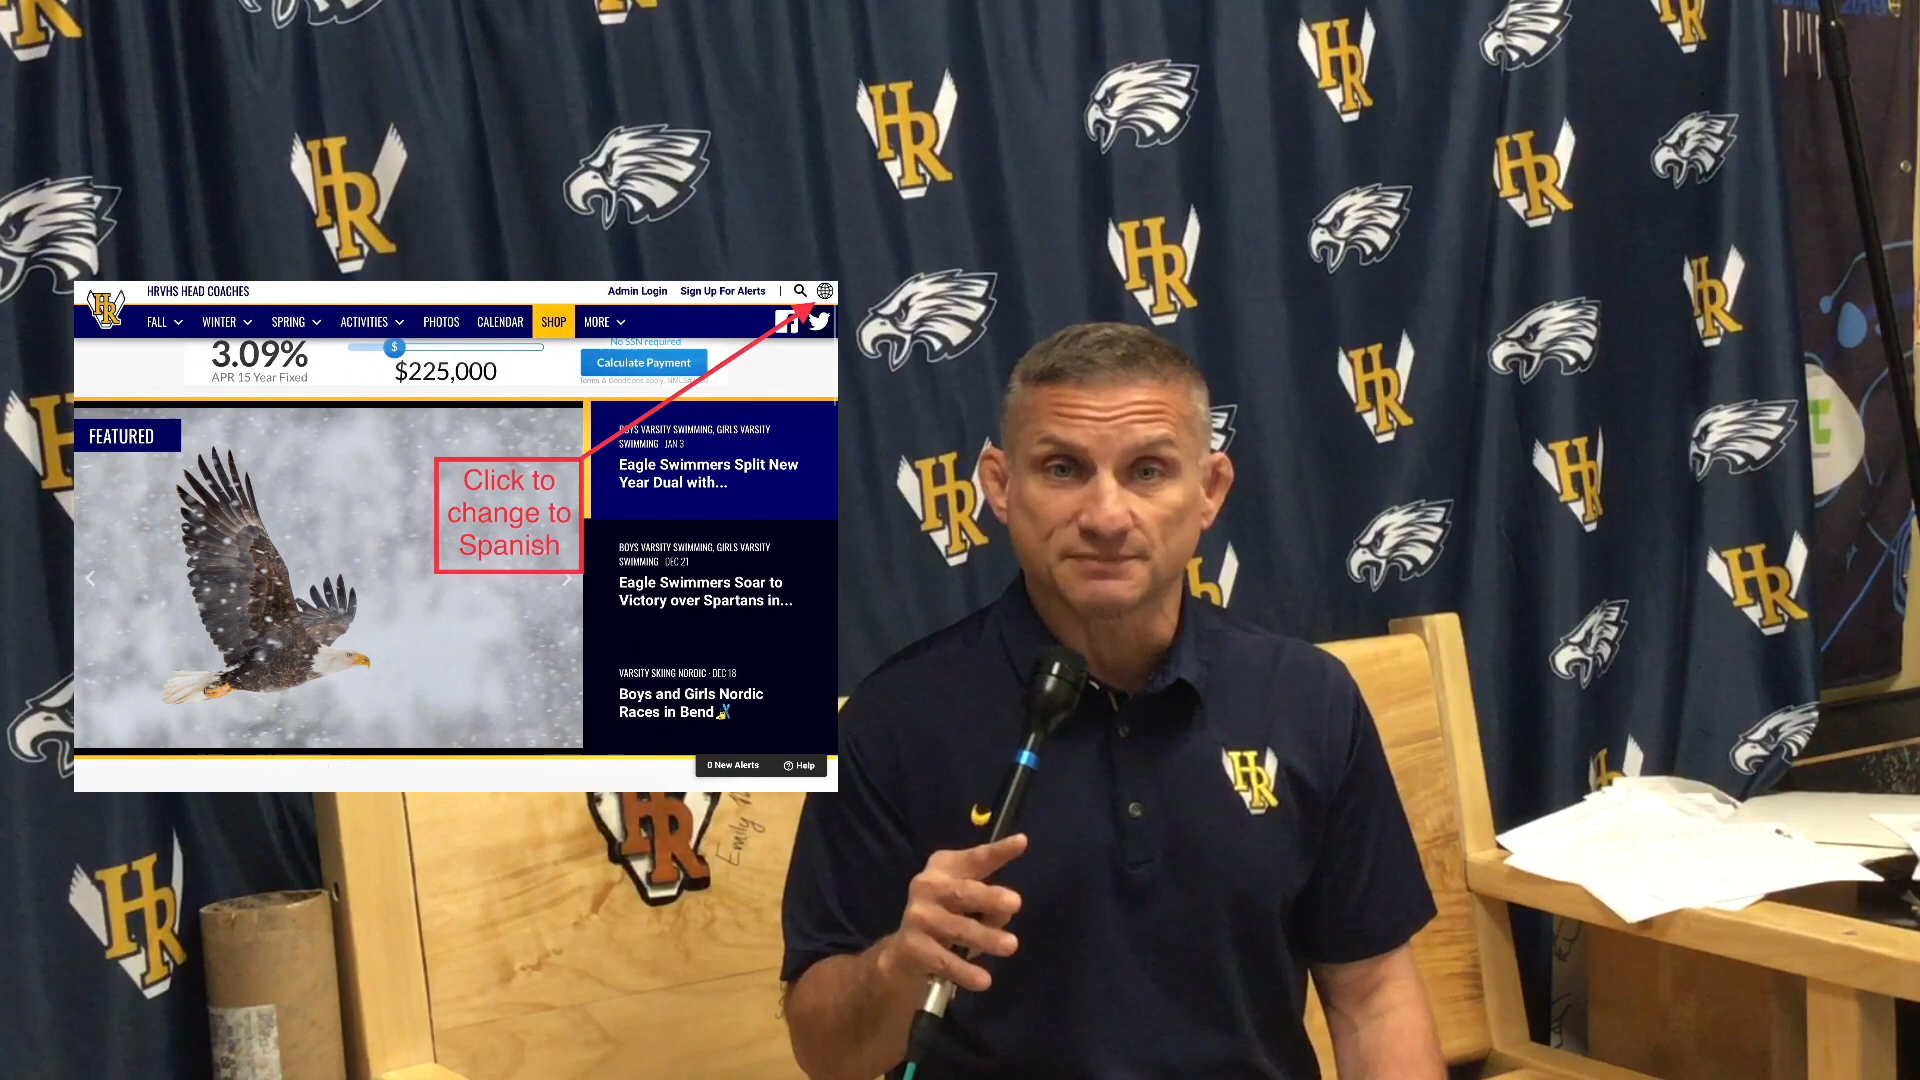 HRVHS HEAD COACHES
Admin Login Sign Up For Alerts |
FALL WINTER SPRING ACTIVITIES PHOTOS CALENDAR SHOP MORE
3.09%
APR 15 Year Fixed
$
$225,000
No SSN required
Calculate Payment
Terms & Conditions apply.
FEATURED
Click to
change to
Spanish
BOYS VARSITY SWIMMING, GIRLS VARSITY
SWIMMING · JAN 3
Eagle Swimmers Split New
Year Dual with...
BOYS VARSITY SWIMMING, GIRLS VARSITY
SWIMMING · DEC 21
Eagle Swimmers Soar to
Victory over Spartans in...
VARSITY SKIING NORDIC · DEC 18
Boys and Girls Nordic
Races in Bend
0 New Alerts Help
HR
Emily